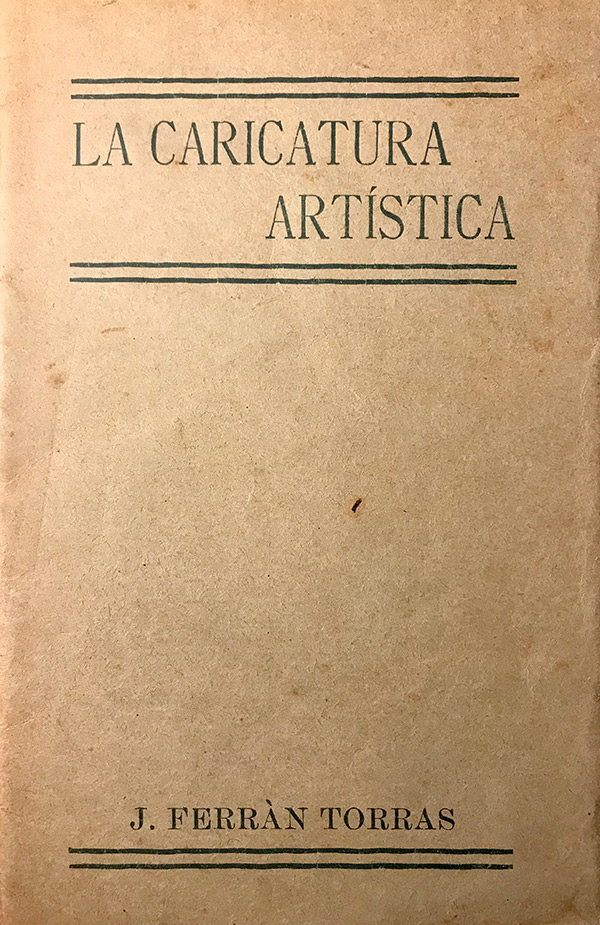 LA CARICATURA
ARTÍSTICA
J. FERRÀN TORRAS